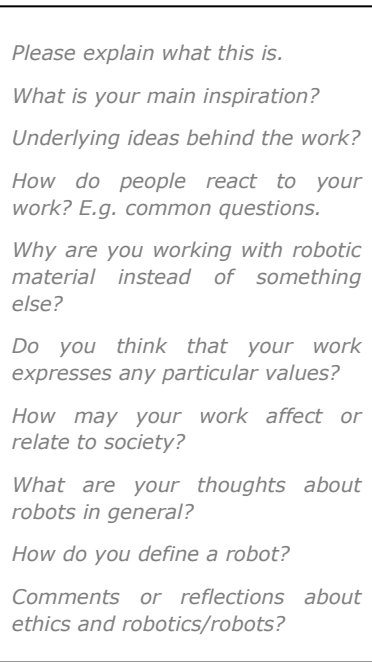 Please explain what this is.
What is your main inspiration?
Underlying ideas behind the work?
How do people react to your
work? E.g. common questions.
Why are you working with robotic
material instead of something
else?
Do you think that your work
expresses any particular values?
How may your work affect or
relate to society?
What are your thoughts about
robots in general?
How do you define a robot?
Comments or reflections about
ethics and robotics/robots?